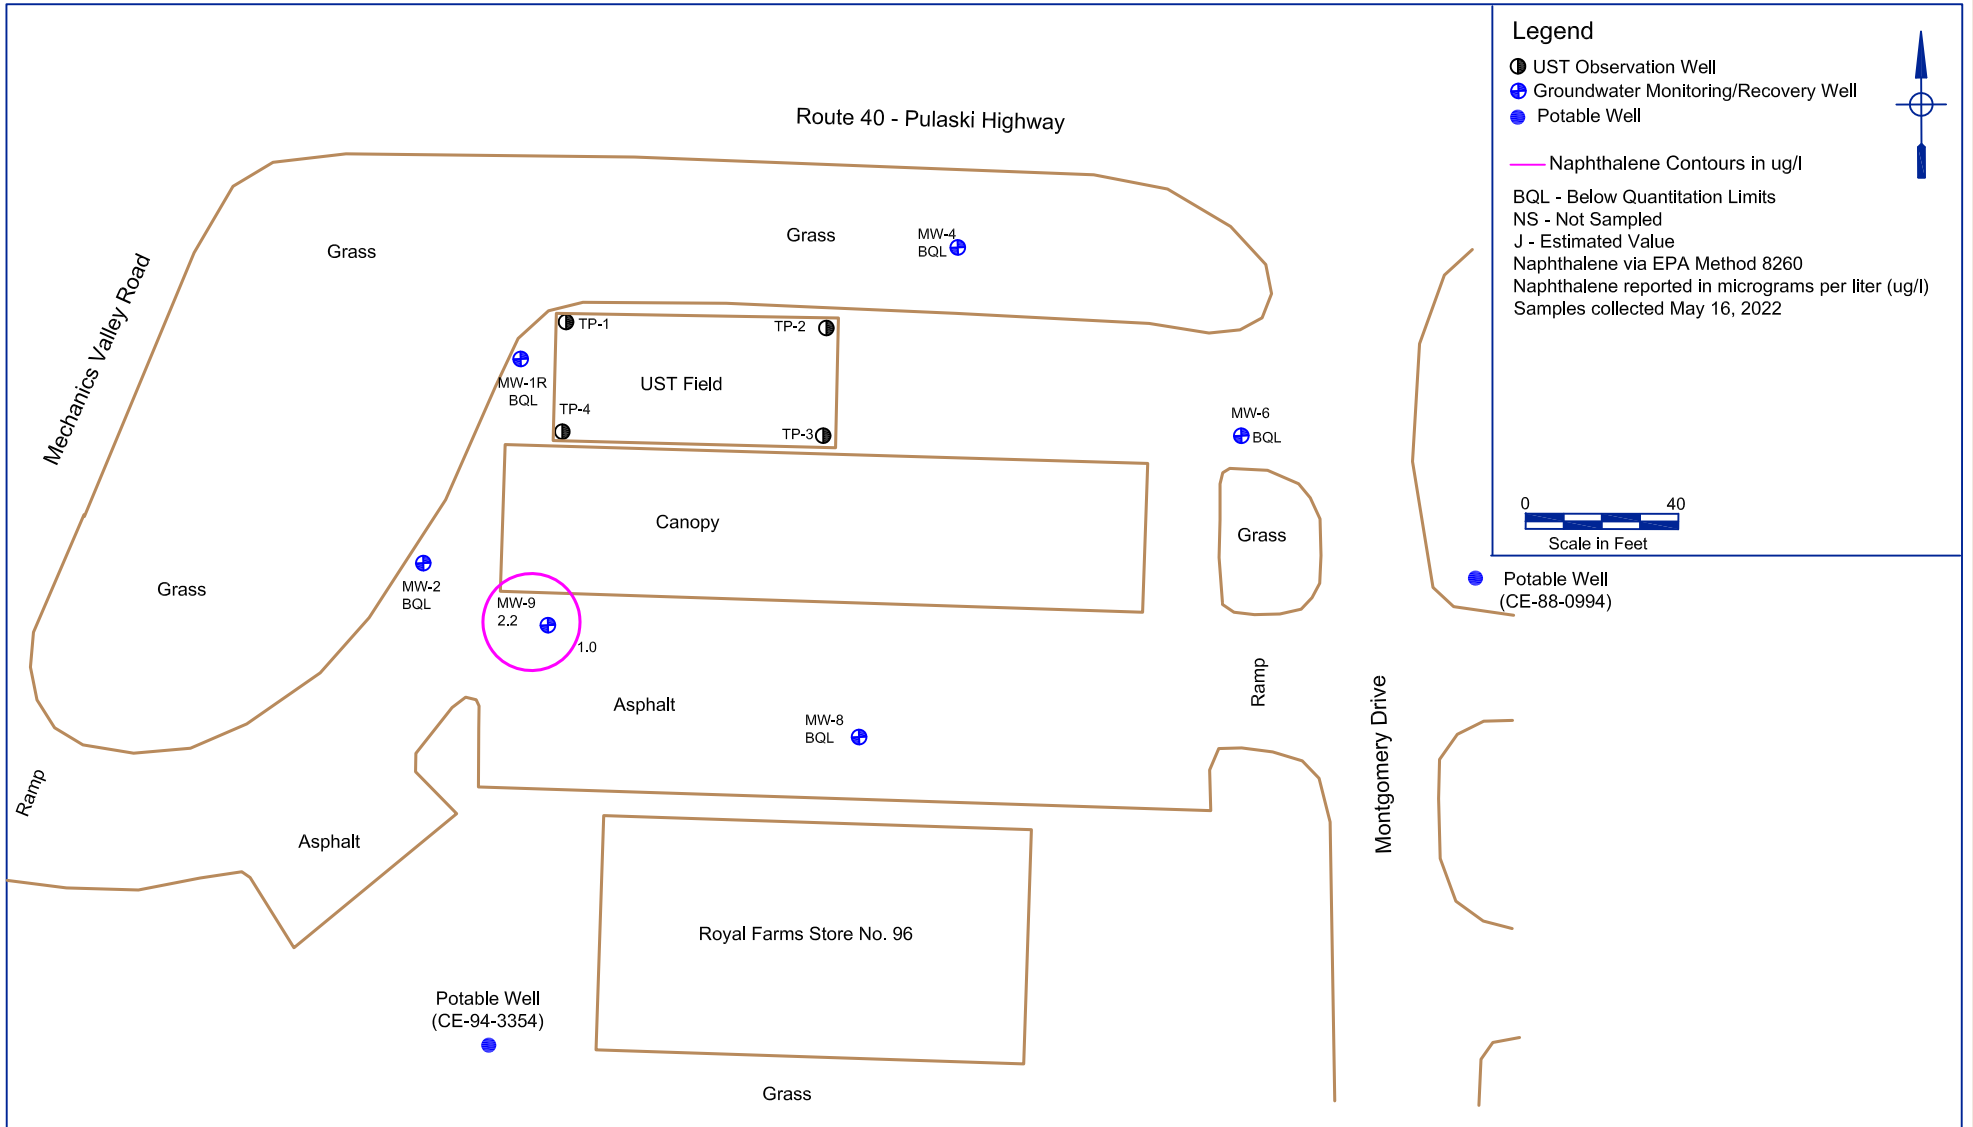 Legend
UST Observation Well
Groundwater Monitoring/Recovery Well
Potable Well
Naphthalene Contours in ug/l
BQL - Below Quantitation Limits
NS - Not Sampled
J - Estimated Value
Naphthalene via EPA Method 8260
Naphthalene reported in micrograms per liter (ug/l)
Samples collected May 16, 2022
0 40
Scale in Feet
Route 40 - Pulaski Highway
Mechanics Valley Road
Grass
Grass
MW-4
BQL
TP-1
TP-2
MW-1R
BQL
UST Field
TP-4
TP-3
MW-6
BQL
Canopy
Grass
Grass
MW-2
BQL
MW-9
2.2
1.0
Potable Well
(CE-88-0994)
Asphalt
MW-8
BQL
Ramp
Montgomery Drive
Ramp
Asphalt
Royal Farms Store No. 96
Potable Well
(CE-94-3354)
Grass